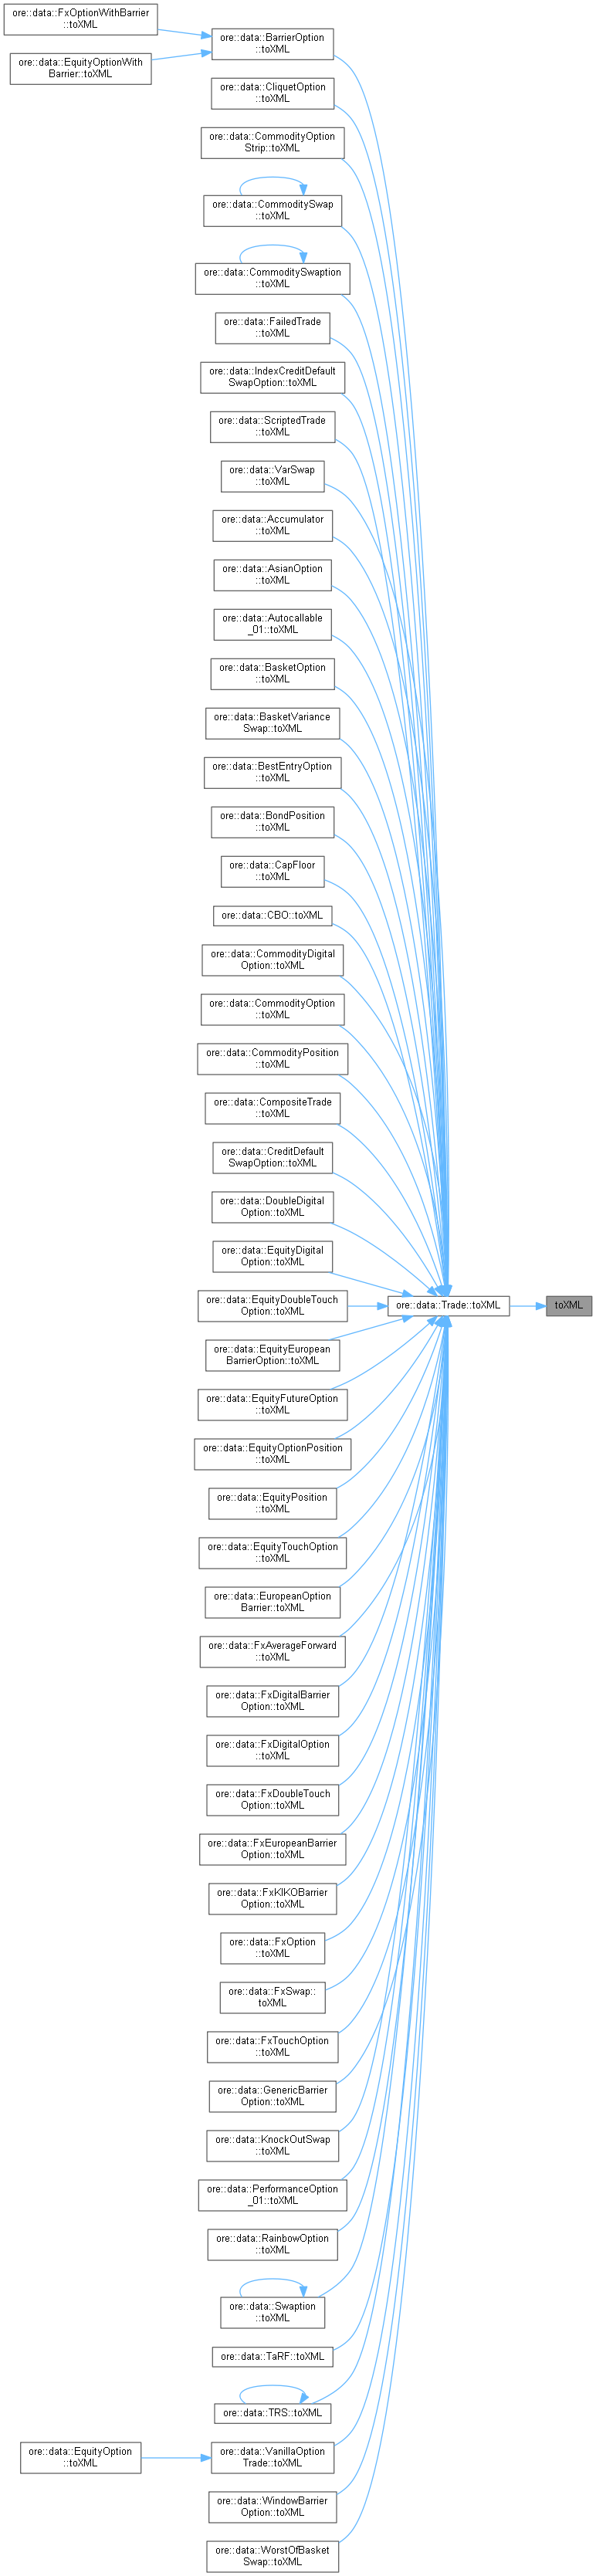 ore::data::FxOptionWithBarrier
::toXML
ore::data::EquityOptionWith
Barrier::toXML
ore::data::BarrierOption
::toXML
ore::data::CliquetOption
::toXML
ore::data::CommodityOption
Strip::toXML
ore::data::CommoditySwap
::toXML
ore::data::CommoditySwaption
::toXML
ore::data::FailedTrade
::toXML
ore::data::IndexCreditDefault
SwapOption::toXML
ore::data::ScriptedTrade
::toXML
ore::data::VarSwap
::toXML
ore::data::Accumulator
::toXML
ore::data::AsianOption
::toXML
ore::data::Autocallable
_01::toXML
ore::data::BasketOption
::toXML
ore::data::BasketVariance
Swap::toXML
ore::data::BestEntryOption
::toXML
ore::data::BondPosition
::toXML
ore::data::CapFloor
::toXML
ore::data::CBO::toXML
ore::data::CommodityDigital
Option::toXML
ore::data::CommodityOption
::toXML
ore::data::CommodityPosition
::toXML
ore::data::CompositeTrade
::toXML
ore::data::CreditDefault
SwapOption::toXML
ore::data::DoubleDigital
Option::toXML
ore::data::EquityDigital
Option::toXML
ore::data::EquityDoubleTouch
Option::toXML
ore::data::Trade::toXML
toXML
ore::data::EquityEuropean
BarrierOption::toXML
ore::data::EquityFutureOption
::toXML
ore::data::EquityOptionPosition
::toXML
ore::data::EquityPosition
::toXML
ore::data::EquityTouchOption
::toXML
ore::data::EuropeanOption
Barrier::toXML
ore::data::FxAverageForward
::toXML
ore::data::FxDigitalBarrier
Option::toXML
ore::data::FxDigitalOption
::toXML
ore::data::FxDoubleTouch
Option::toXML
ore::data::FxEuropeanBarrier
Option::toXML
ore::data::FxKIKOBarrier
Option::toXML
ore::data::FxOption
::toXML
ore::data::FxSwap::
toXML
ore::data::FxTouchOption
::toXML
ore::data::GenericBarrier
Option::toXML
ore::data::KnockOutSwap
::toXML
ore::data::PerformanceOption
_01::toXML
ore::data::RainbowOption
::toXML
ore::data::Swaption
::toXML
ore::data::TaRF::toXML
ore::data::TRS::toXML
ore::data::EquityOption
::toXML
ore::data::VanillaOption
Trade::toXML
ore::data::WindowBarrier
Option::toXML
ore::data::WorstOfBasket
Swap::toXML